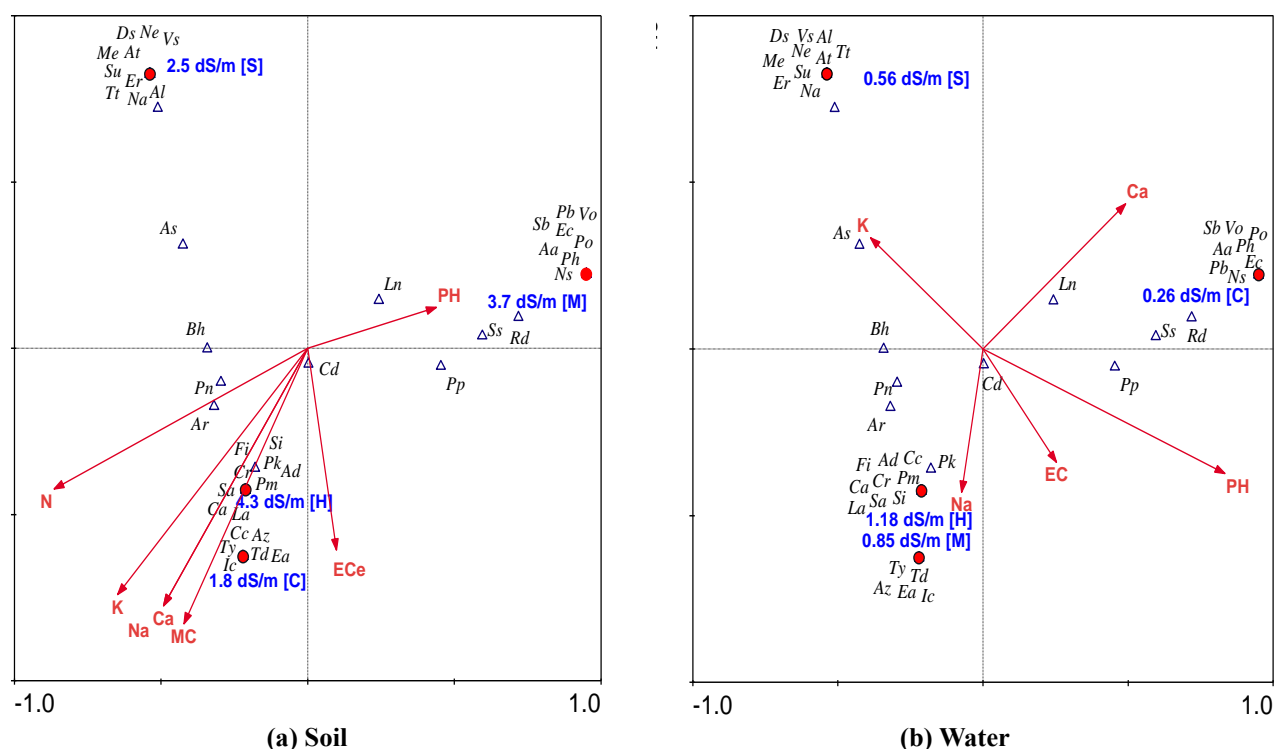 Ds Ne Vs
Me At
2.5 dS/m [S]
Su Er
Tt Na Al
As
Pb Vo
Sb Ec
Aa Po
Ph
Ns
Ln
PH
3.7 dS/m [M]
Ss
Rd
Bh
Cd
Pp
Pn
Ar
Fi Si
Cr Pk Ad
Sa Pm
4.3 dS/m [H]
Ca La
Cc Az
Ty Td Ea
Ic
1.8 dS/m [C]
N
ECe
K
Na
Ca
MC
-1.0 1.0
(a) Soil
Ds Vs Al
Me Ne At Tt
Er Su
Na
0.56 dS/m [S]
Ca
K
As
Sb Vo Po
Aa Ph
Pb Ns Ec
0.26 dS/m [C]
Ln
Ss
Rd
Bh
Cd
Pp
Pn
Ar
Fi Ad Cc Pk
Ca Cr Pm
La Sa Si
Na
EC
PH
1.18 dS/m [H]
0.85 dS/m [M]
Ty Td
Az Ea Ic
-1.0 1.0
(b) Water